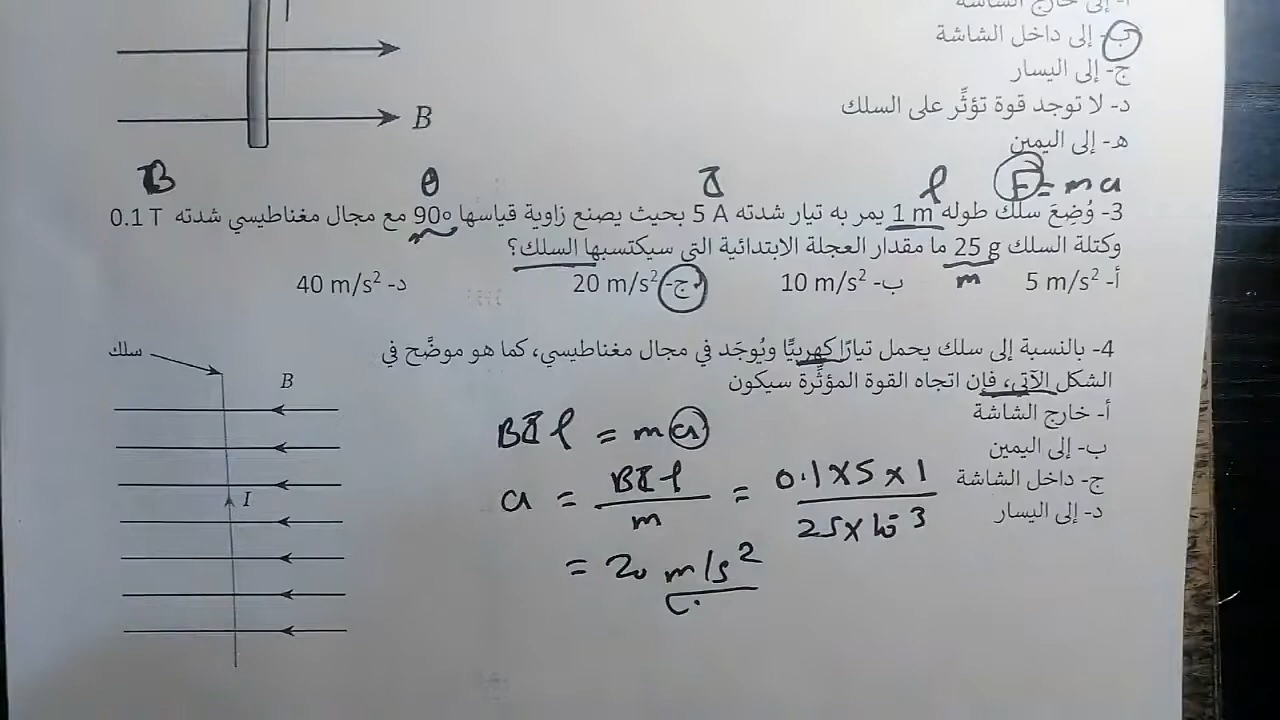 أ- إلى خارج الشاشة
ب- إلى داخل الشاشة
ج- إلى اليسار
د- لا توجد قوة تؤثِّر على السلك
هـ- إلى اليمين
B
B θ I l F = ma
3- وُضِعَ سلك طوله 1 m يمر به تيار شدته 5 A بحيث يصنع زاوية قياسها 90° مع مجال مغناطيسي شدته 0.1 T
وكتلة السلك 25 g ما مقدار العجلة الابتدائية التي سيكتسبها السلك؟
m
أ- 5 m/s² ب- 10 m/s² ج- 20 m/s² د- 40 m/s²
4- بالنسبة إلى سلك يحمل تيارًا كهربيًّا ويُوجَد في مجال مغناطيسي، كما هو موضَّح في
الشكل الآتي، فإن اتجاه القوة المؤثِّرة سيكون
أ- خارج الشاشة
ب- إلى اليمين
ج- داخل الشاشة
د- إلى اليسار
سلك
B
I
BIl = ma
a = BIl / m = 0.1 × 5 × 1 / 25 × 10⁻³
= 20 m/s²